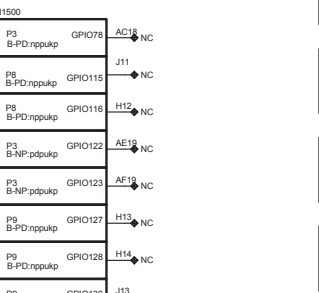 P3 GPIO78 AC18
B-PD:nppukp NC
J11
P8 GPIO115 NC
B-PD:nppukp
P8 GPIO116 H12
B-PD:nppukp NC
P3 GPIO122 AE19
B-NP:pdpukp NC
P3 GPIO123 AF19
B-NP:pdpukp NC
P9 GPIO127 H13
B-PD:nppukp NC
P9 GPIO128 H14
B-PD:nppukp NC
J13